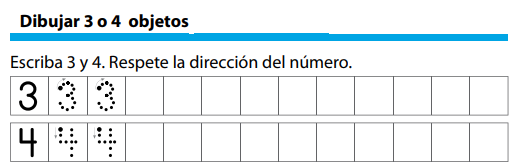 Dibujar 3 o 4 objetos
Escriba 3 y 4. Respete la dirección del número.
3 3 3
4 4 4